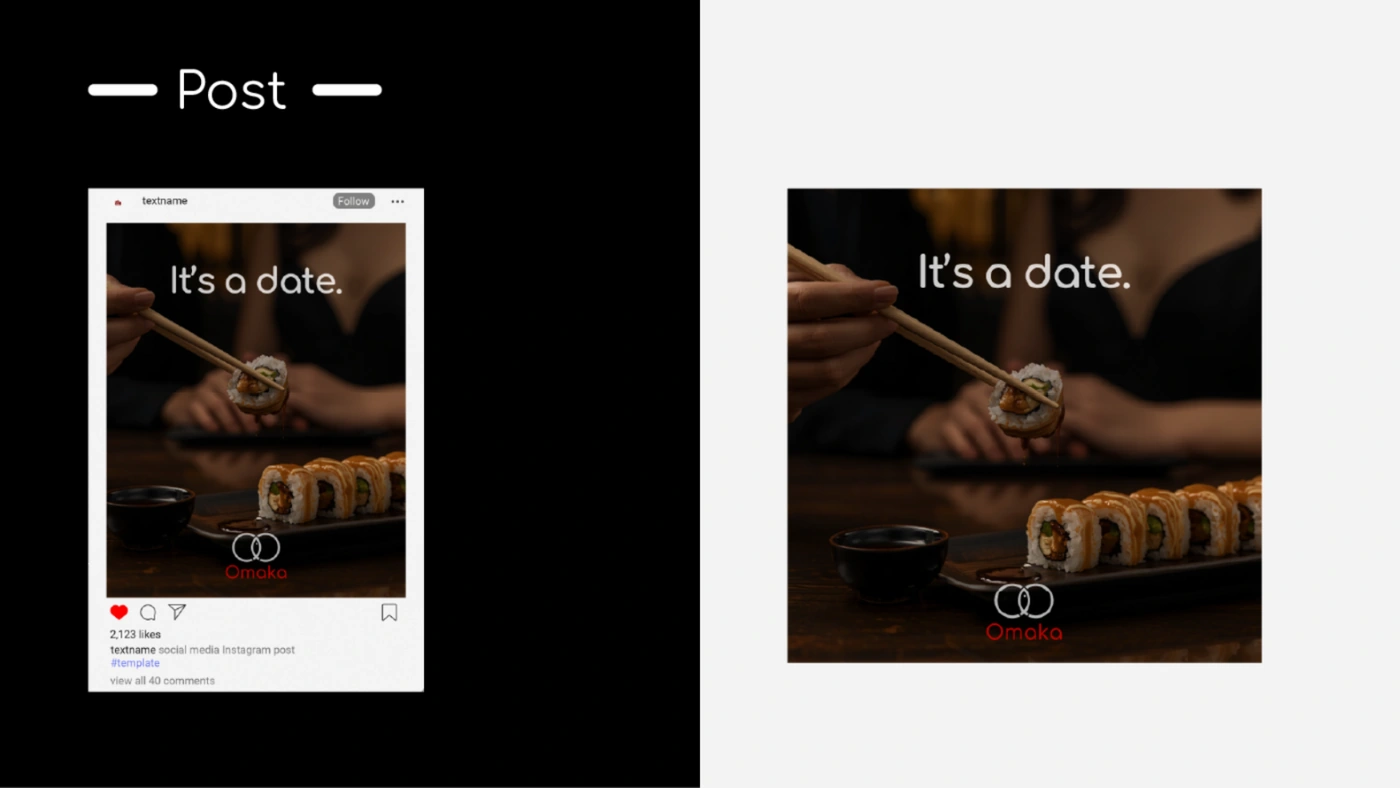 Post
textname
Follow
It's a date.
Omaka
2,123 likes
textname social media Instagram post
#template
view all 40 comments
It's a date.
Omaka